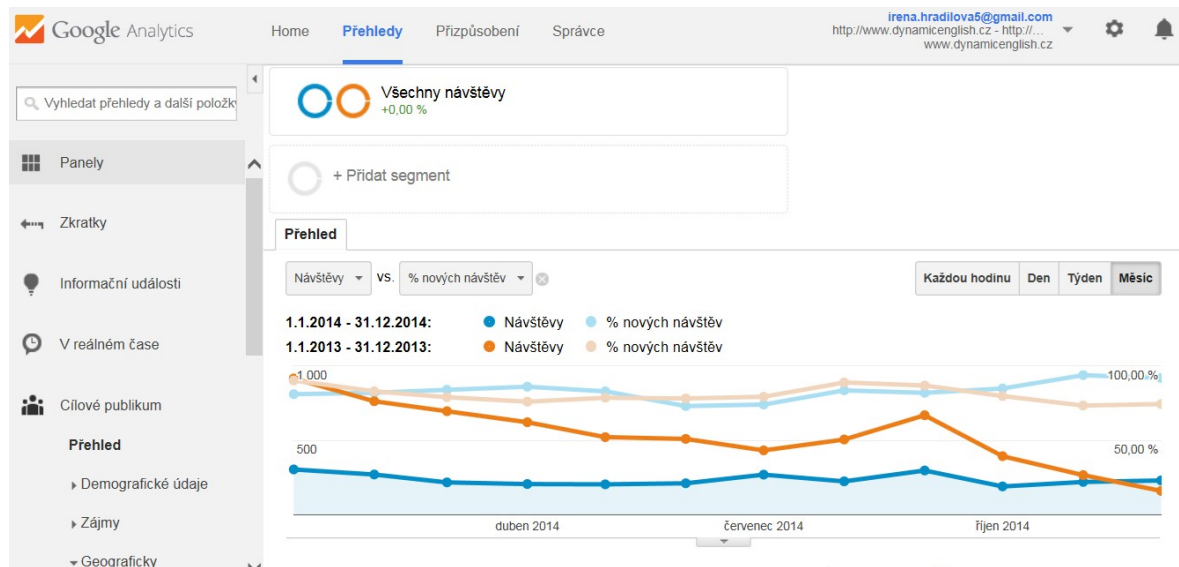 Google Analytics
Home Přehledy Přizpůsobení Správce
irena.hradilova5@gmail.com
http://www.dynamicenglish.cz - http://...
www.dynamicenglish.cz
Vyhledat přehledy a další položky
Panely
Zkratky
Informační události
V reálném čase
Cílové publikum
Přehled
Demografické údaje
Zájmy
Geograficky
Všechny návštěvy
+0,00 %
+ Přidat segment
Přehled
Návštěvy vs. % nových návštěv
Každou hodinu Den Týden Měsíc
1.1.2014 - 31.12.2014: Návštěvy % nových návštěv
1.1.2013 - 31.12.2013: Návštěvy % nových návštěv
1 000 100,00 %
500 50,00 %
duben 2014 červenec 2014 říjen 2014